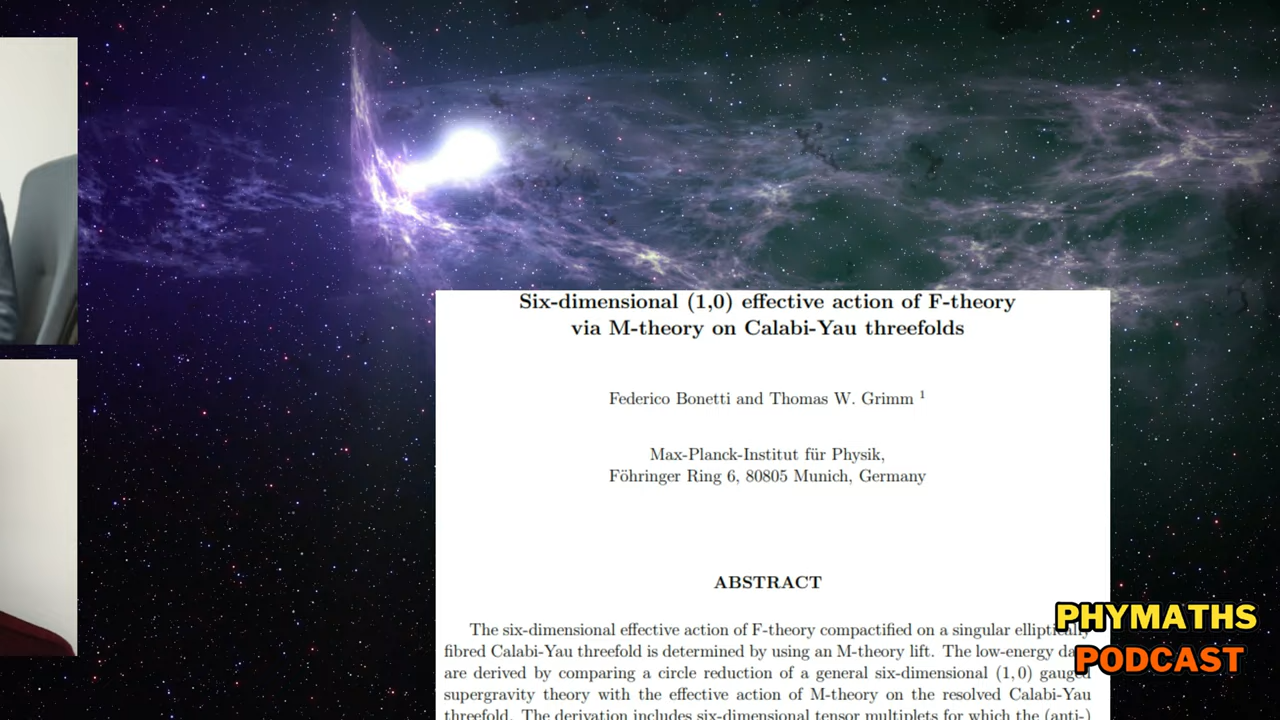 Six-dimensional (1,0) effective action of F-theory
via M-theory on Calabi-Yau threefolds
Federico Bonetti and Thomas W. Grimm 1
Max-Planck-Institut für Physik,
Föhringer Ring 6, 80805 Munich, Germany
ABSTRACT
The six-dimensional effective action of F-theory compactified on a singular elliptically
fibred Calabi-Yau threefold is determined by using an M-theory lift. The low-energy
are derived by comparing a circle reduction of a general six-dimensional (1,0) gauged
supergravity theory with the effective action of M-theory on the resolved Calabi-Yau
threefold. The derivation includes six-dimensional tensor multiplets for which the (anti-)
PHYMATHS
PODCAST